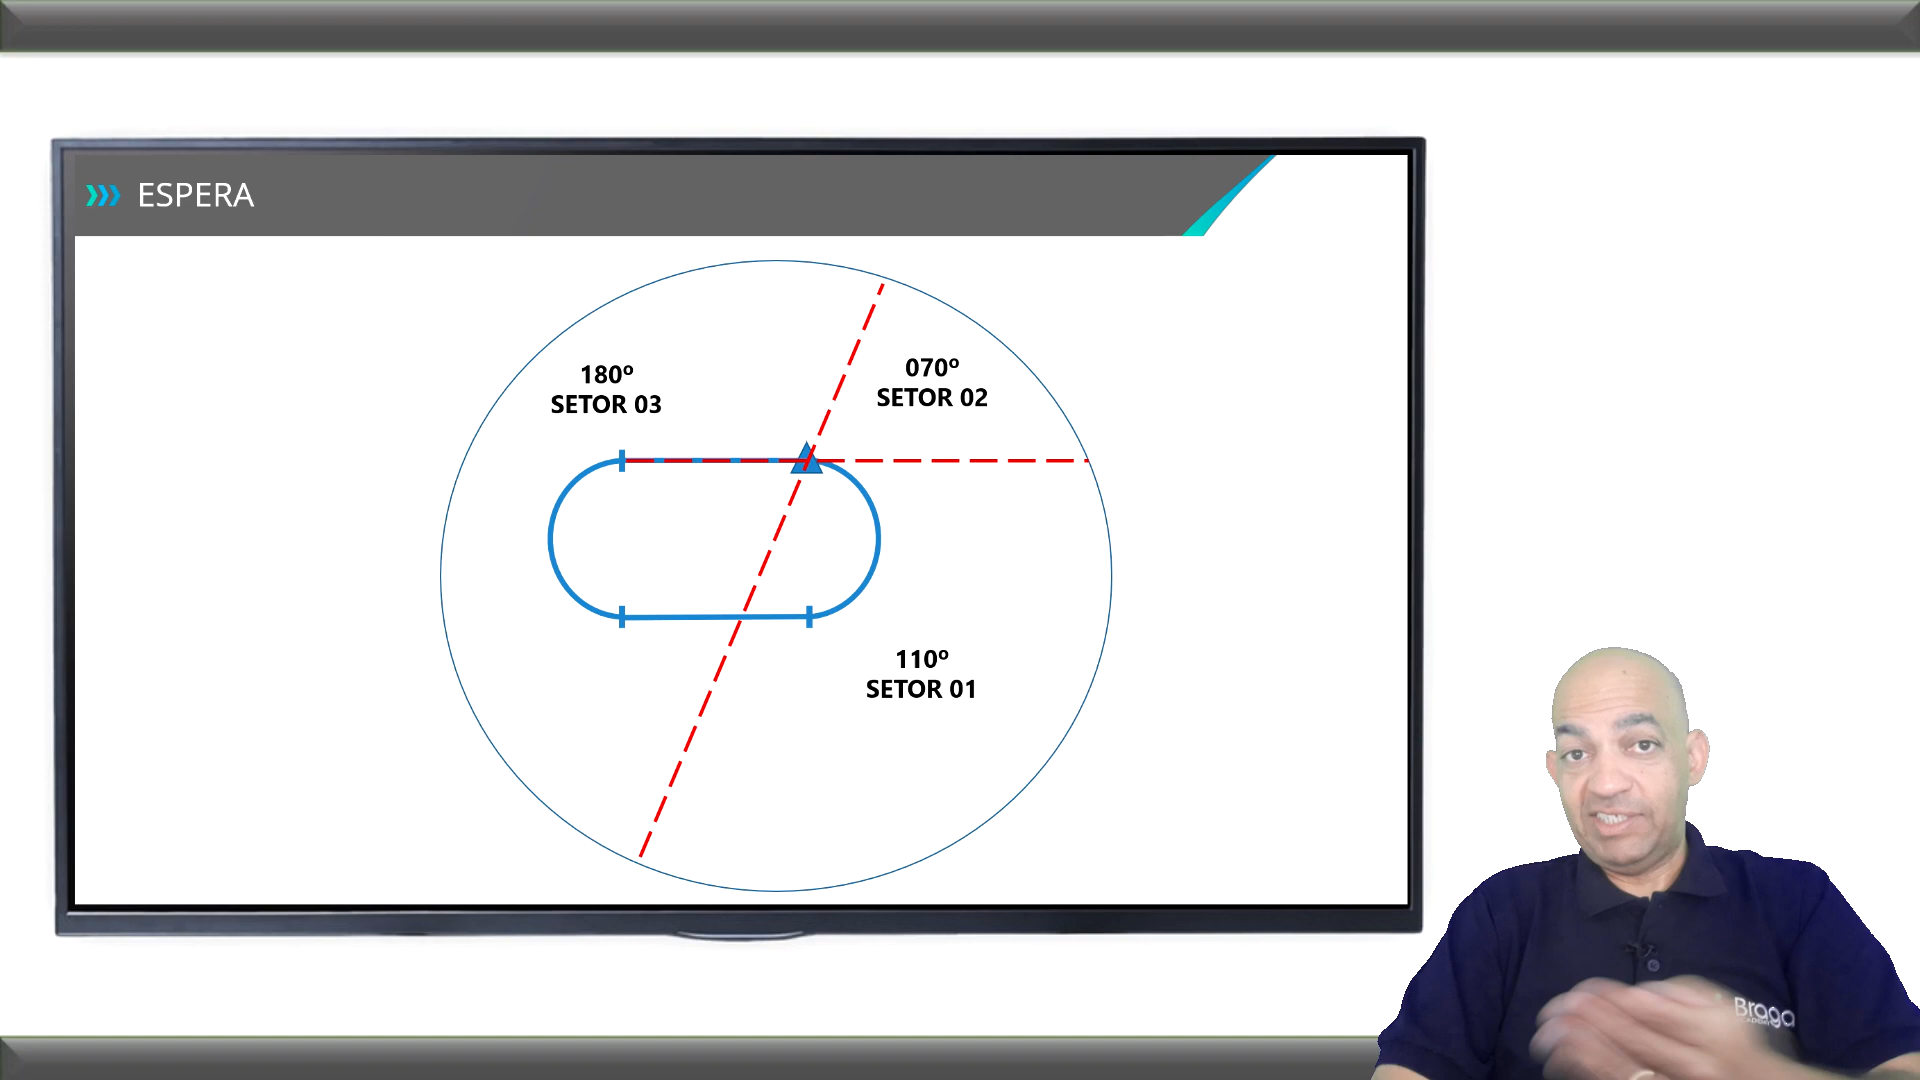 ESPERA
180º
SETOR 03
070º
SETOR 02
110º
SETOR 01
Braga